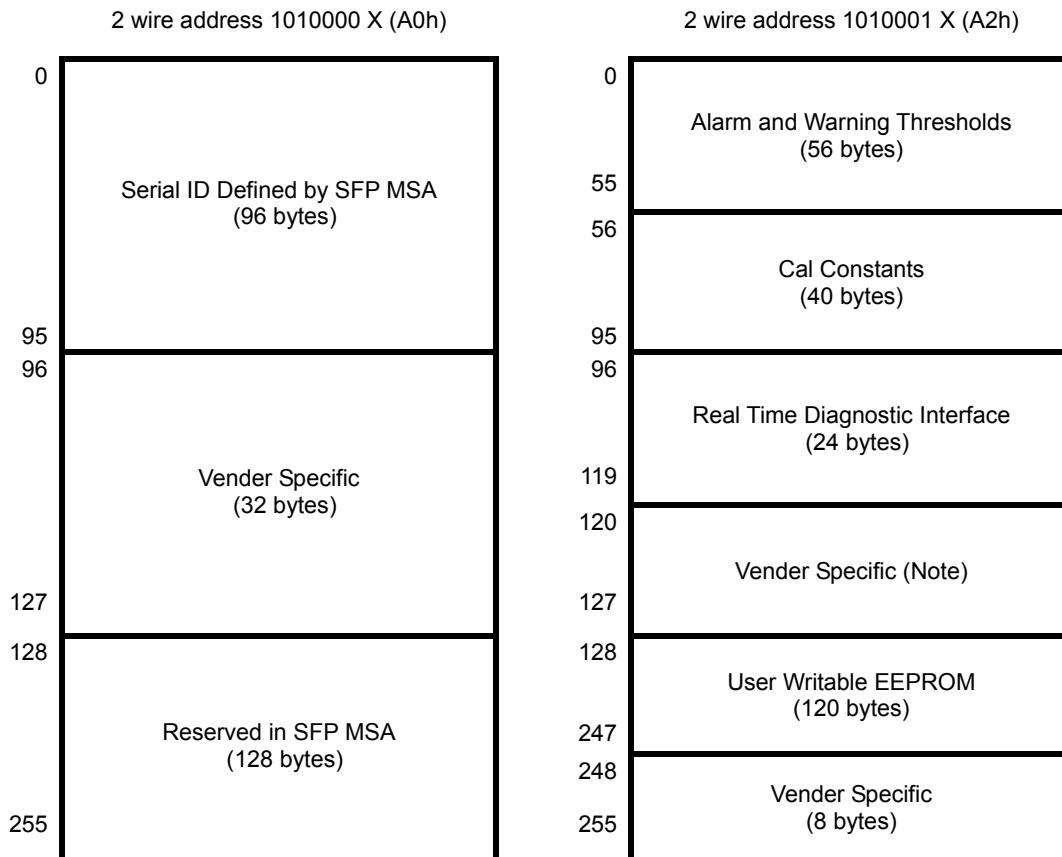 2 wire address 1010000 X (A0h)
0
Serial ID Defined by SFP MSA
(96 bytes)
95
96
Vender Specific
(32 bytes)
127
128
Reserved in SFP MSA
(128 bytes)
255
2 wire address 1010001 X (A2h)
0
Alarm and Warning Thresholds
(56 bytes)
55
56
Cal Constants
(40 bytes)
95
96
Real Time Diagnostic Interface
(24 bytes)
119
120
Vender Specific (Note)
127
128
User Writable EEPROM
(120 bytes)
247
248
Vender Specific
(8 bytes)
255